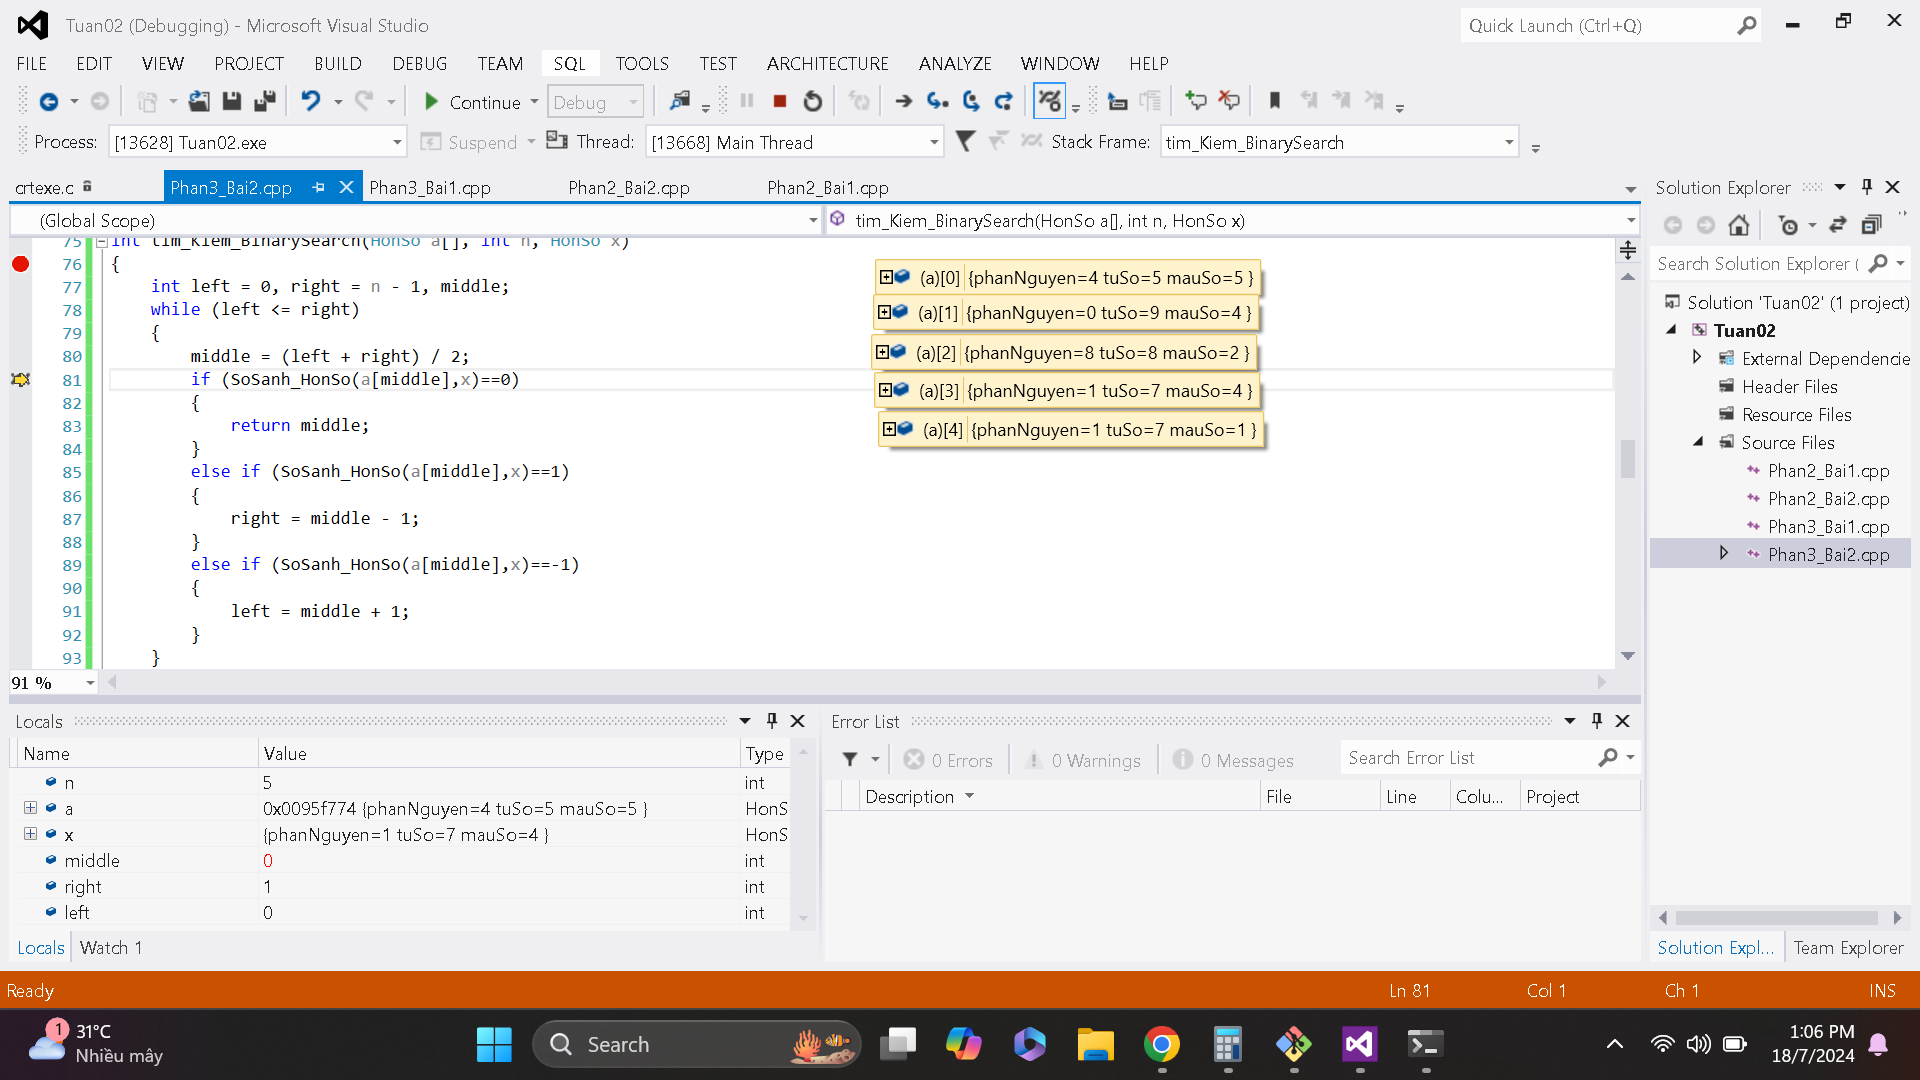 Tuan02 (Debugging) - Microsoft Visual Studio
Quick Launch (Ctrl+Q)
FILE EDIT VIEW PROJECT BUILD DEBUG TEAM SQL TOOLS TEST ARCHITECTURE ANALYZE WINDOW HELP
Continue Debug
Process: [13628] Tuan02.exe Suspend Thread: [13668] Main Thread Stack Frame: tim_Kiem_BinarySearch
crtexe.c Phan3_Bai2.cpp Phan3_Bai1.cpp Phan2_Bai2.cpp Phan2_Bai1.cpp
(Global Scope) tim_Kiem_BinarySearch(HonSo a[], int n, HonSo x)
75 int tim_Kiem_BinarySearch(HonSo a[], int n, HonSo x)
76 {
77 int left = 0, right = n - 1, middle;
78 while (left <= right)
79 {
80 middle = (left + right) / 2;
81 if (SoSanh_HonSo(a[middle],x)==0)
82 {
83 return middle;
84 }
85 else if (SoSanh_HonSo(a[middle],x)==1)
86 {
87 right = middle - 1;
88 }
89 else if (SoSanh_HonSo(a[middle],x)==-1)
90 {
91 left = middle + 1;
92 }
93 }
(a)[0] {phanNguyen=4 tuSo=5 mauSo=5 }
(a)[1] {phanNguyen=0 tuSo=9 mauSo=4 }
(a)[2] {phanNguyen=8 tuSo=8 mauSo=2 }
(a)[3] {phanNguyen=1 tuSo=7 mauSo=4 }
(a)[4] {phanNguyen=1 tuSo=7 mauSo=1 }
91 %
Solution Explorer
Search Solution Explorer (
Solution 'Tuan02' (1 project)
Tuan02
External Dependencie
Header Files
Resource Files
Source Files
Phan2_Bai1.cpp
Phan2_Bai2.cpp
Phan3_Bai1.cpp
Phan3_Bai2.cpp
Solution Expl... Team Explorer
Locals
Name Value Type
n 5 int
a 0x0095f774 {phanNguyen=4 tuSo=5 mauSo=5 } HonS
x {phanNguyen=1 tuSo=7 mauSo=4 } HonS
middle 0 int
right 1 int
left 0 int
Locals Watch 1
Error List
0 Errors 0 Warnings 0 Messages Search Error List
Description File Line Colu... Project
Ready Ln 81 Col 1 Ch 1 INS
1
31°C
Nhiều mây
Search
1:06 PM
18/7/2024